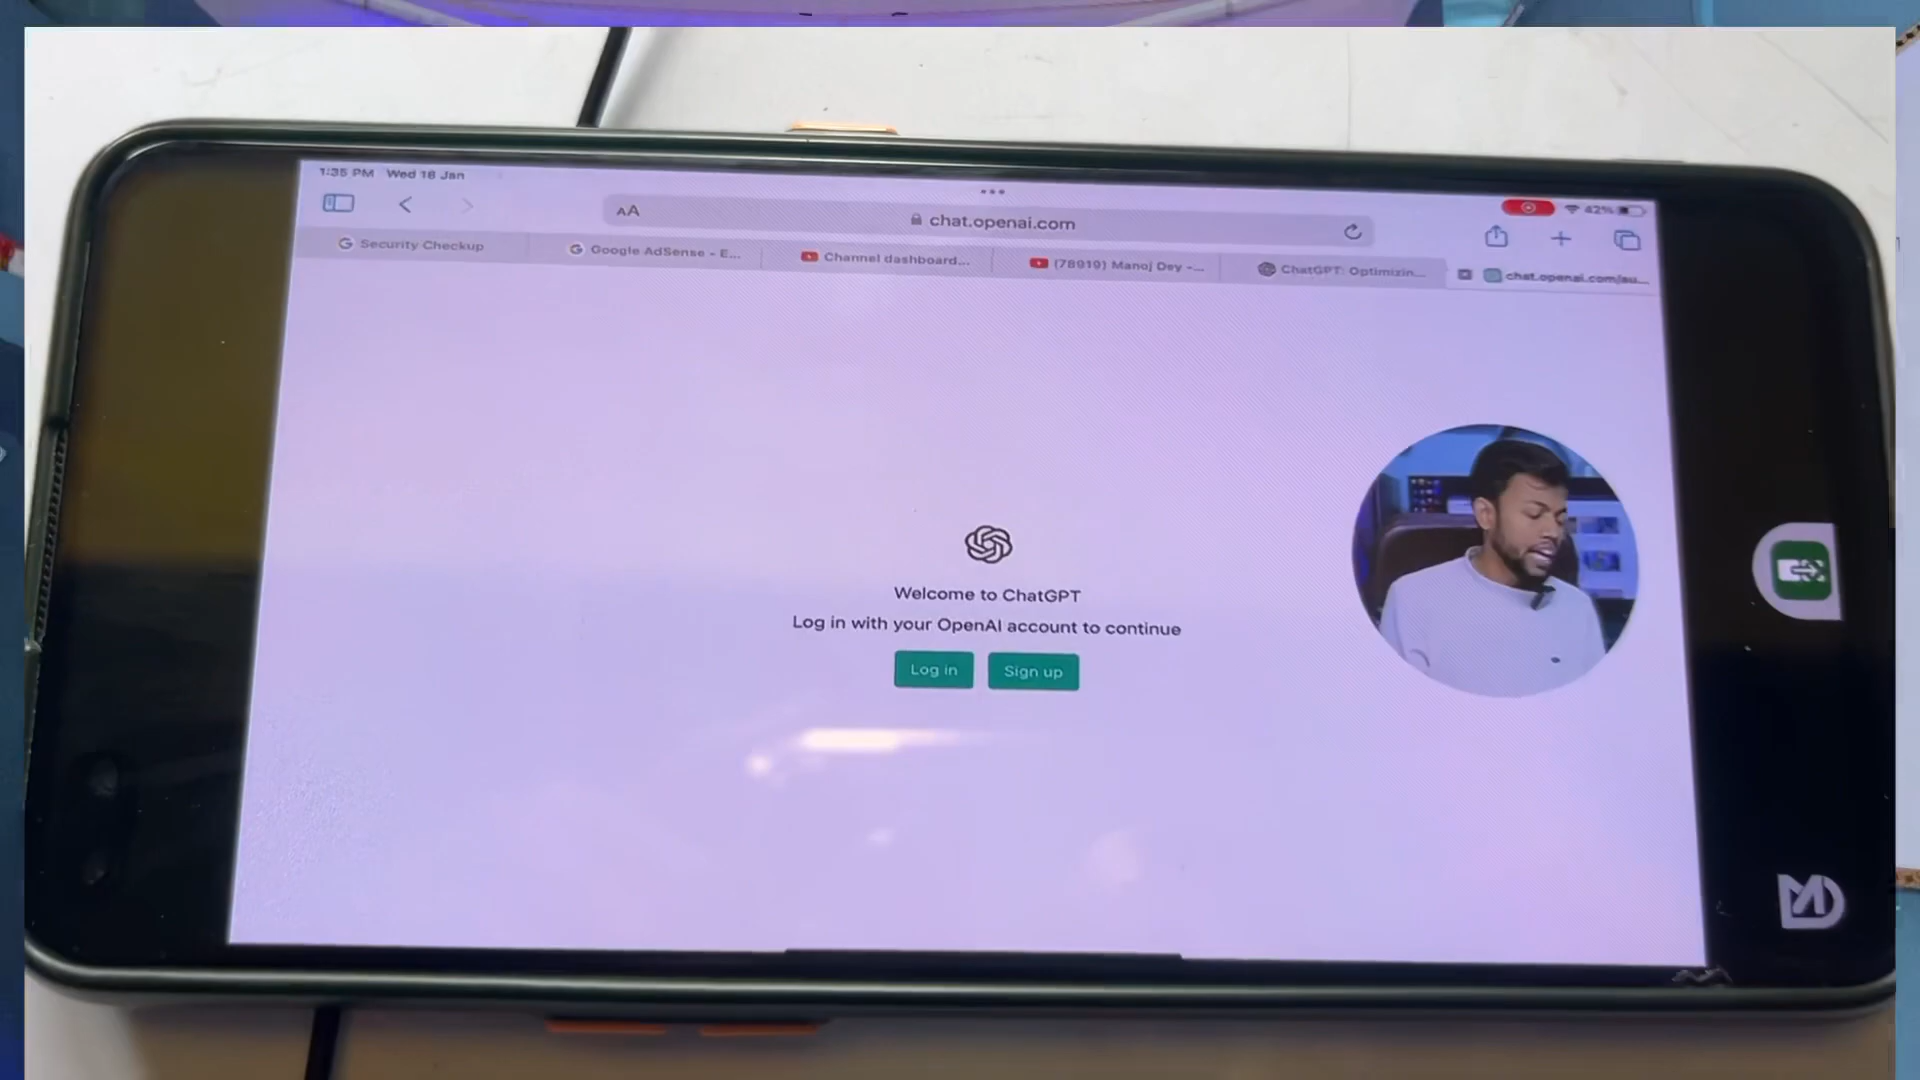 1:35 PM Wed 18 Jan
42%
AA
chat.openai.com
Security Checkup
Google AdSense - E...
Channel dashboard...
(78919) Manoj Dey -...
ChatGPT: Optimizin...
chat.openai.com/au...
Welcome to ChatGPT
Log in with your OpenAI account to continue
Log in
Sign up